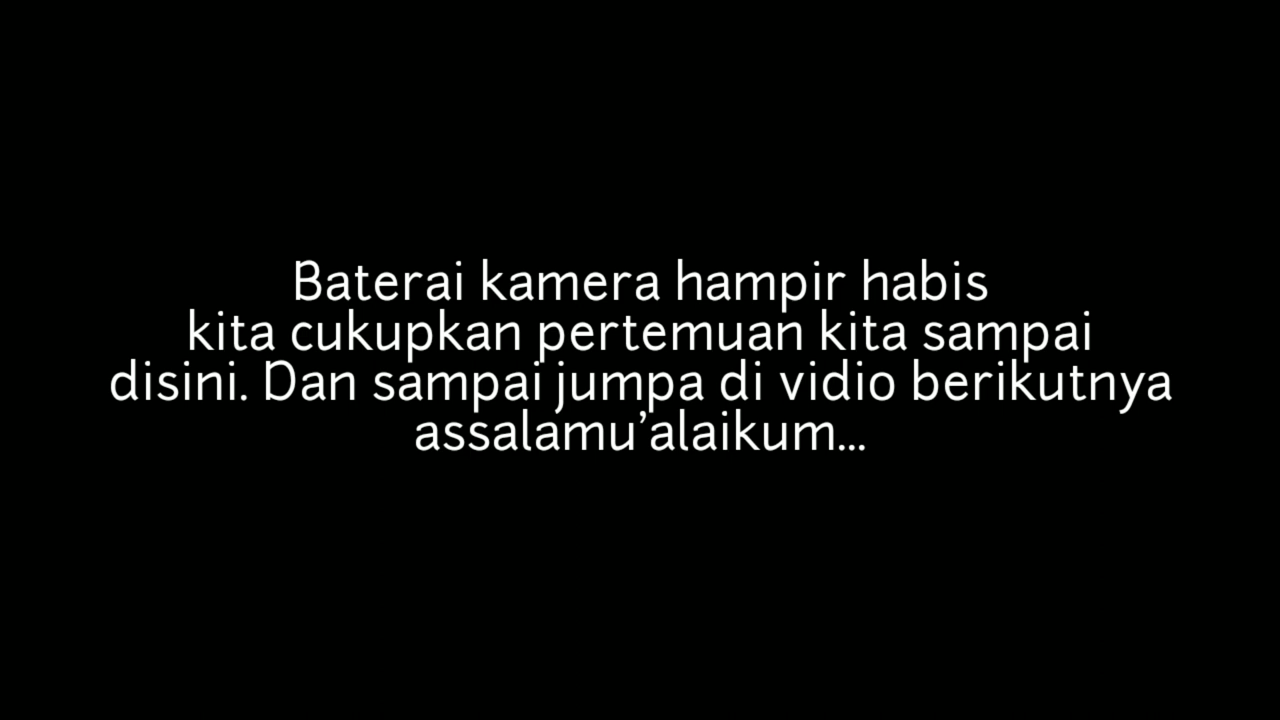 Baterai kamera hampir habis
kita cukupkan pertemuan kita sampai
disini. Dan sampai jumpa di vidio berikutnya
assalamu’alaikum...